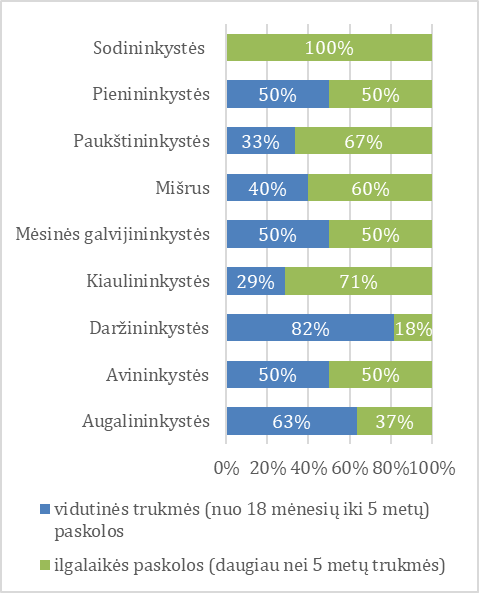 Sodininkystės 100%
Pienininkystės 50% 50%
Paukštininkystės 33% 67%
Mišrus 40% 60%
Mėsinės galvijininkystės 50% 50%
Kiaulininkystės 29% 71%
Daržininkystės 82% 18%
Avininkystės 50% 50%
Augalininkystės 63% 37%
0% 20% 40% 60% 80% 100%
vidutinės trukmės (nuo 18 mėnesių iki 5 metų)
paskolos
ilgalaikės paskolos (daugiau nei 5 metų trukmės)